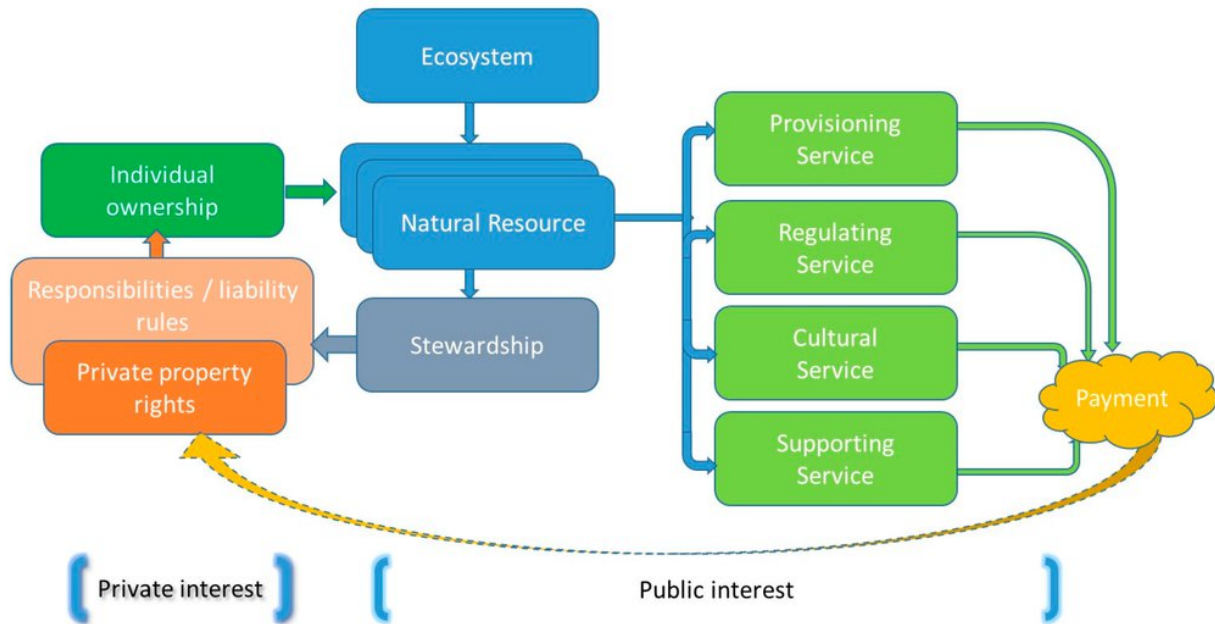 Ecosystem
Individual
ownership
Natural Resource
Responsibilities / liability
rules
Private property
rights
Stewardship
Provisioning
Service
Regulating
Service
Cultural
Service
Supporting
Service
Payment
Private interest
Public interest